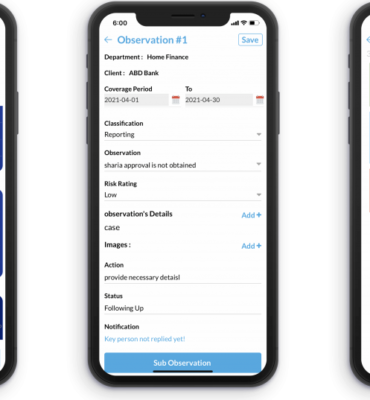 6:00
← Observation #1 Save
Department : Home Finance
Client : ABD Bank
Coverage Period To
2021-04-01 2021-04-30
Classification
Reporting
Observation
sharia approval is not obtained
Risk Rating
Low
observation's Details Add +
case
Images : Add +
Action
provide necessary detaisl
Status
Following Up
Notification
Key person not replied yet!
Sub Observation